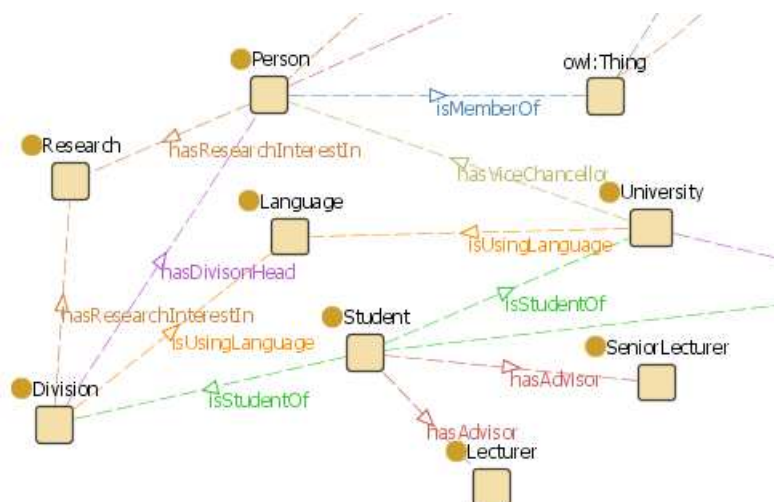 Person
owl:Thing
isMemberOf
Research
hasResearchInterestIn
hasViceChancellor
Language
University
isUsingLanguage
hasDivisonHead
isStudentOf
hasResearchInterestIn
Student
isUsingLanguage
SeniorLecturer
hasAdvisor
Division
isStudentOf
hasAdvisor
Lecturer